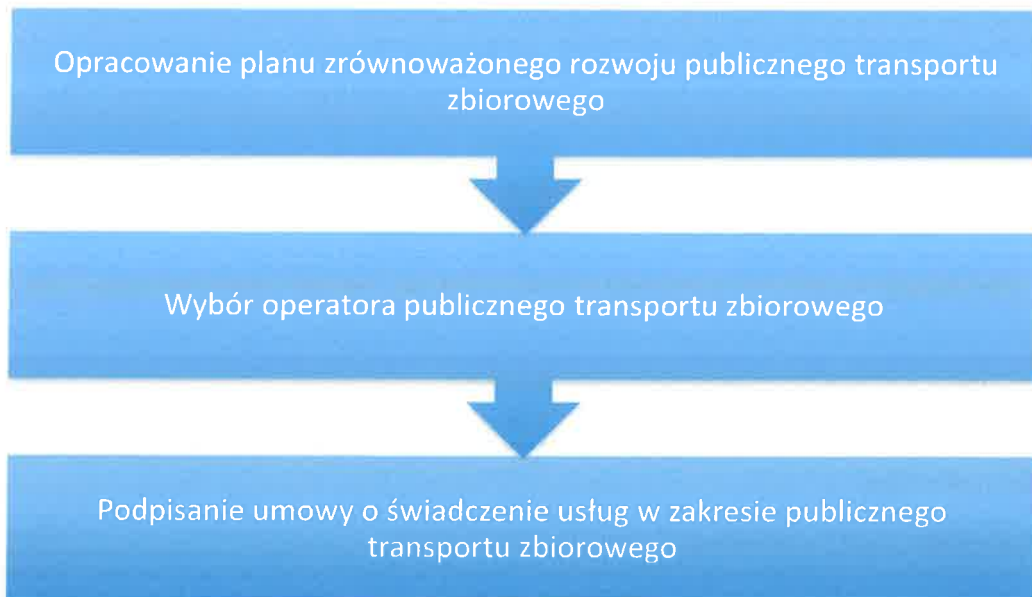 Opracowanie planu zrównoważonego rozwoju publicznego transportu
zbiorowego
Wybór operatora publicznego transportu zbiorowego
Podpisanie umowy o świadczenie usług w zakresie publicznego
transportu zbiorowego